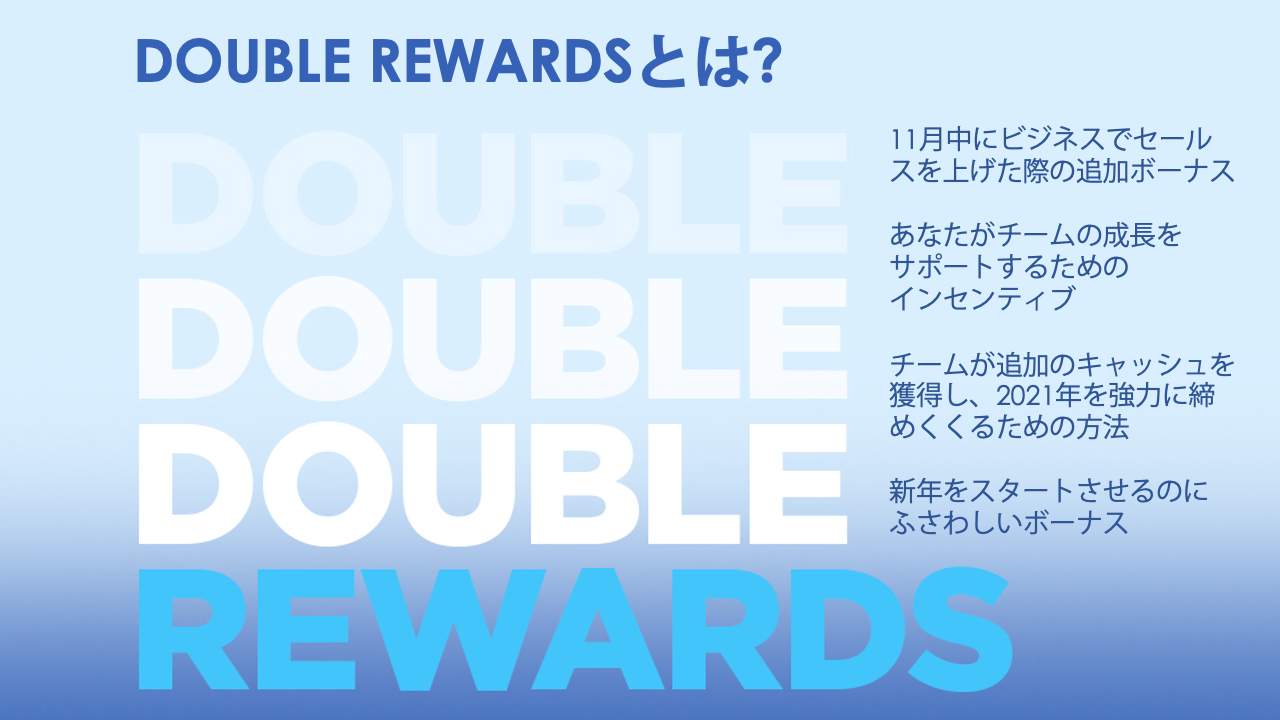 DOUBLE REWARDSとは?
DOUBLE
DOUBLE
DOUBLE
REWARDS
11月中にビジネスでセール
スを上げた際の追加ボーナス
あなたがチームの成長を
サポートするための
インセンティブ
チームが追加のキャッシュを
獲得し、2021年を強力に締
めくくるための方法
新年をスタートさせるのに
ふさわしいボーナス